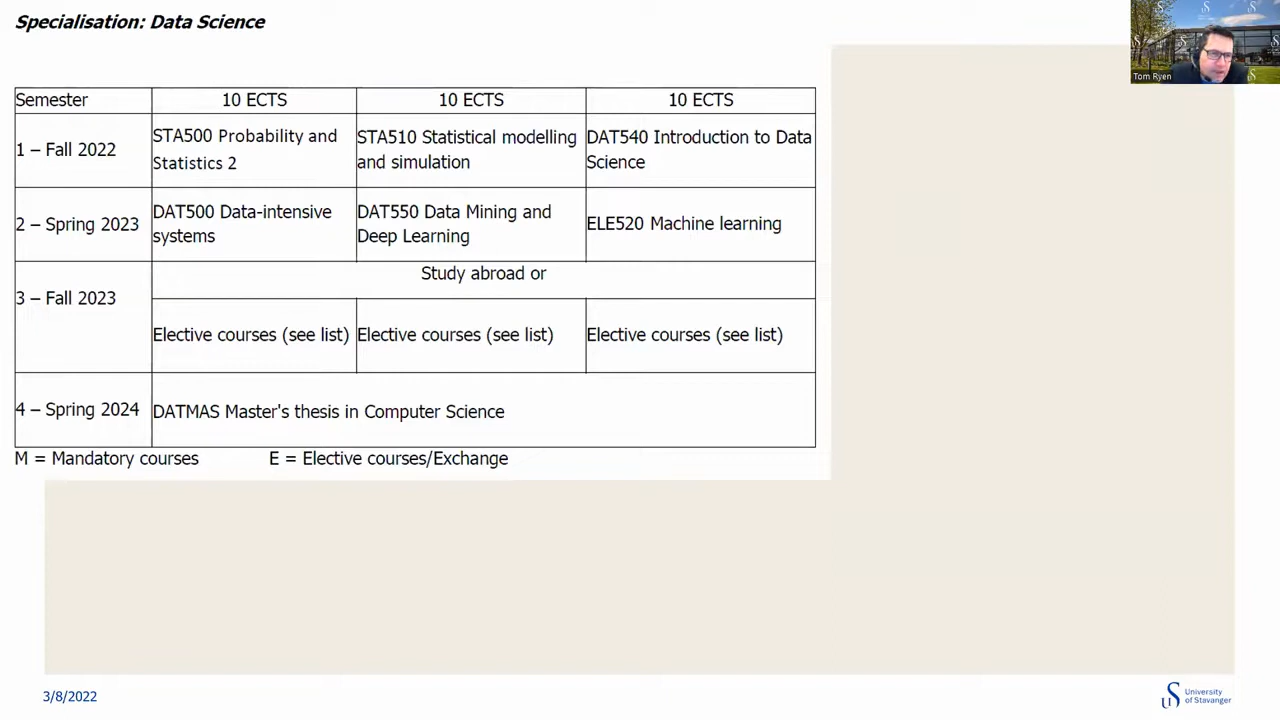 Specialisation: Data Science
Tom Ryen
Semester 10 ECTS 10 ECTS 10 ECTS
1 – Fall 2022
STA500 Probability and
Statistics 2
STA510 Statistical modelling
and simulation
DAT540 Introduction to Data
Science
2 – Spring 2023
DAT500 Data-intensive
systems
DAT550 Data Mining and
Deep Learning
ELE520 Machine learning
3 – Fall 2023
Study abroad or
Elective courses (see list)
Elective courses (see list)
Elective courses (see list)
4 – Spring 2024
DATMAS Master's thesis in Computer Science
M = Mandatory courses E = Elective courses/Exchange
3/8/2022
University
of Stavanger